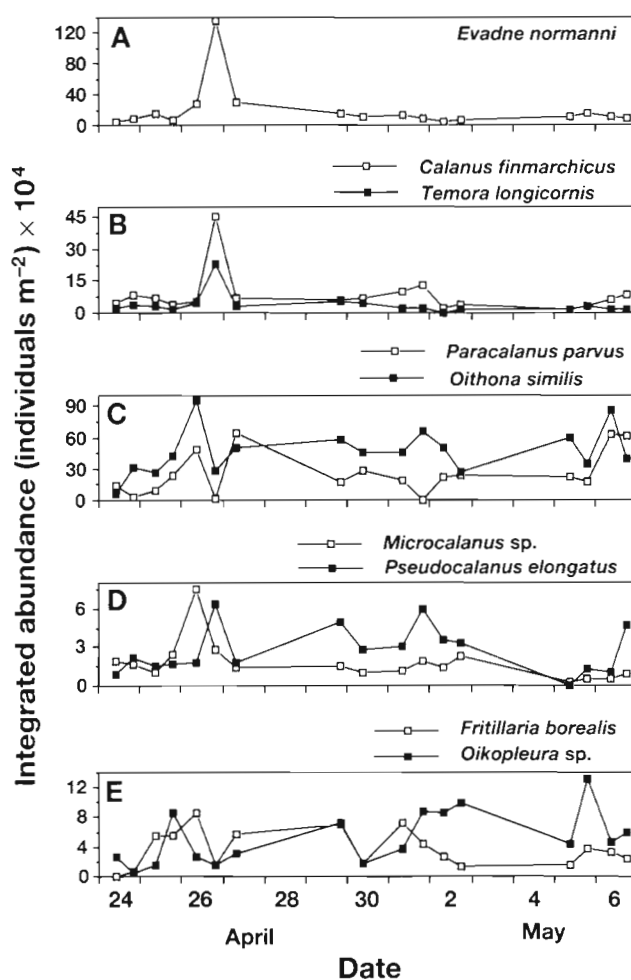 Integrated abundance (individuals m⁻²) × 10⁴
A
Evadne normanni
120
80
40
0
Calanus finmarchicus
Temora longicornis
B
45
30
15
0
Paracalanus parvus
Oithona similis
C
90
60
30
0
Microcalanus sp.
Pseudocalanus elongatus
D
6
3
0
Fritillaria borealis
Oikopleura sp.
E
12
8
4
0
24 26 28 30 2 4 6
April May
Date